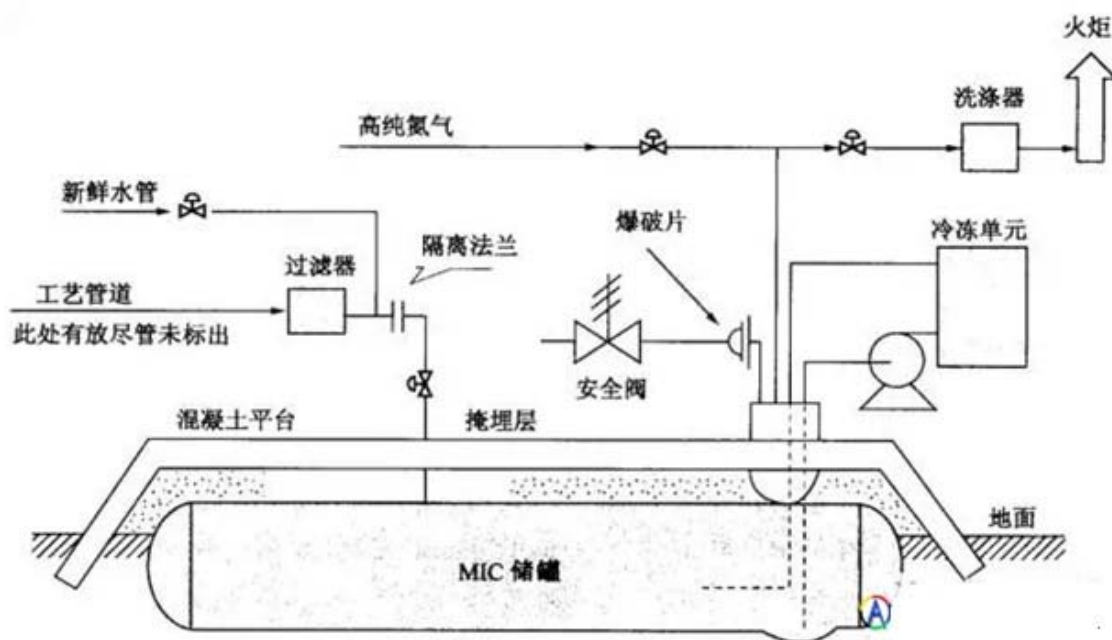 火炬
洗涤器
高纯氮气
新鲜水管
爆破片
冷冻单元
隔离法兰
过滤器
工艺管道
此处有放尽管未标出
安全阀
混凝土平台
掩埋层
地面
MIC 储罐
A